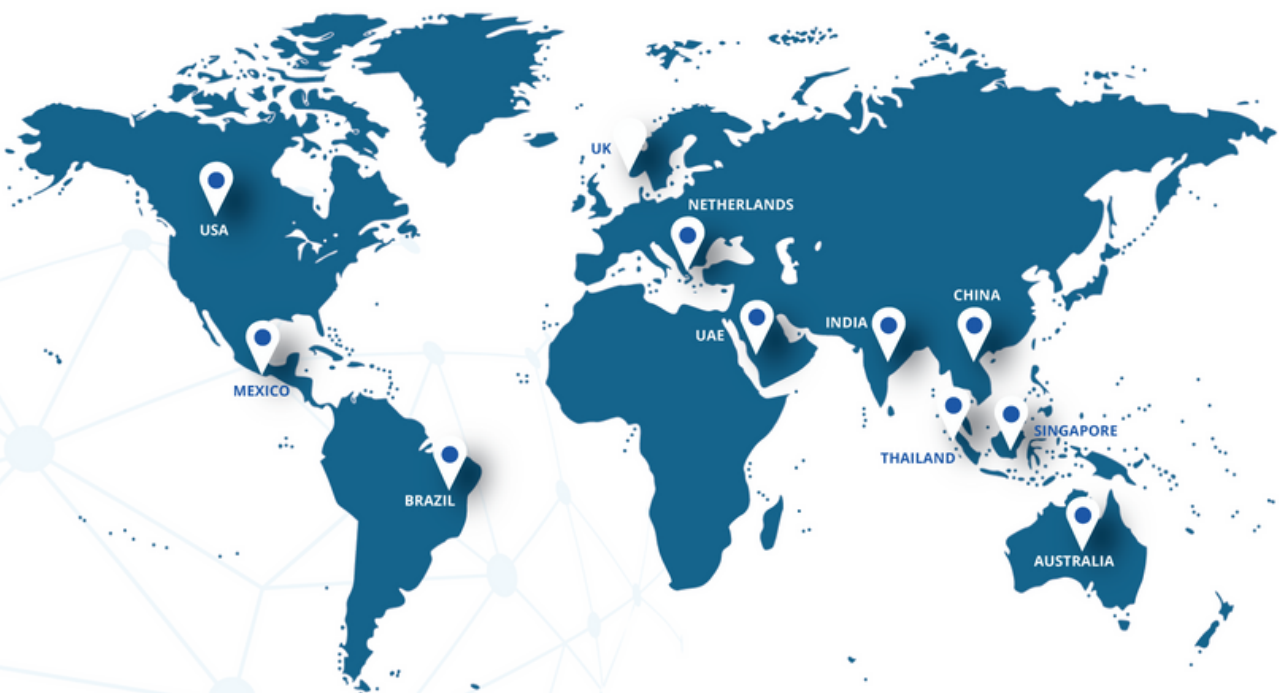 UK
NETHERLANDS
USA
CHINA
INDIA
UAE
MEXICO
SINGAPORE
THAILAND
BRAZIL
AUSTRALIA